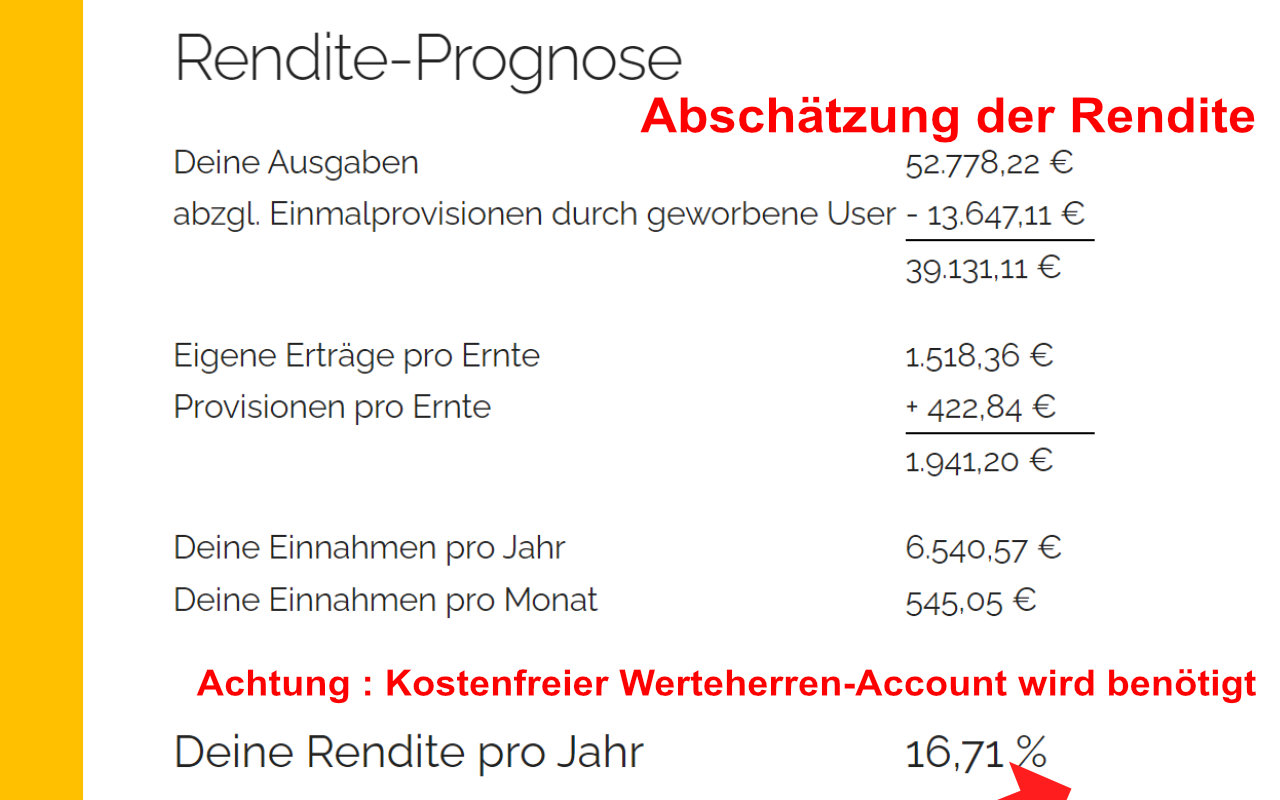 Rendite-Prognose
Abschätzung der Rendite
Deine Ausgaben 52.778,22 €
abzgl. Einmalprovisionen durch geworbene User - 13.647,11 €
39.131,11 €
Eigene Erträge pro Ernte 1.518,36 €
Provisionen pro Ernte + 422,84 €
1.941,20 €
Deine Einnahmen pro Jahr 6.540,57 €
Deine Einnahmen pro Monat 545,05 €
Achtung : Kostenfreier Werteherren-Account wird benötigt
Deine Rendite pro Jahr 16,71 %